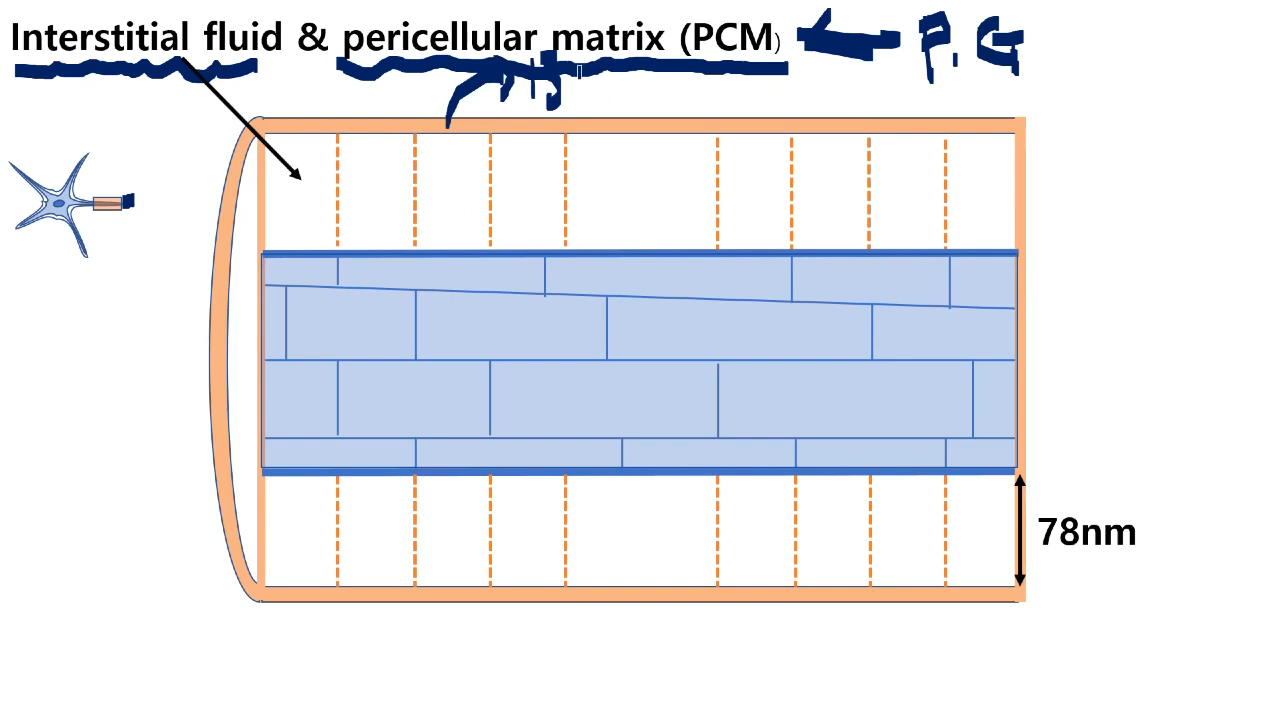 Interstitial fluid & pericellular matrix (PCM) ← P. G
78nm